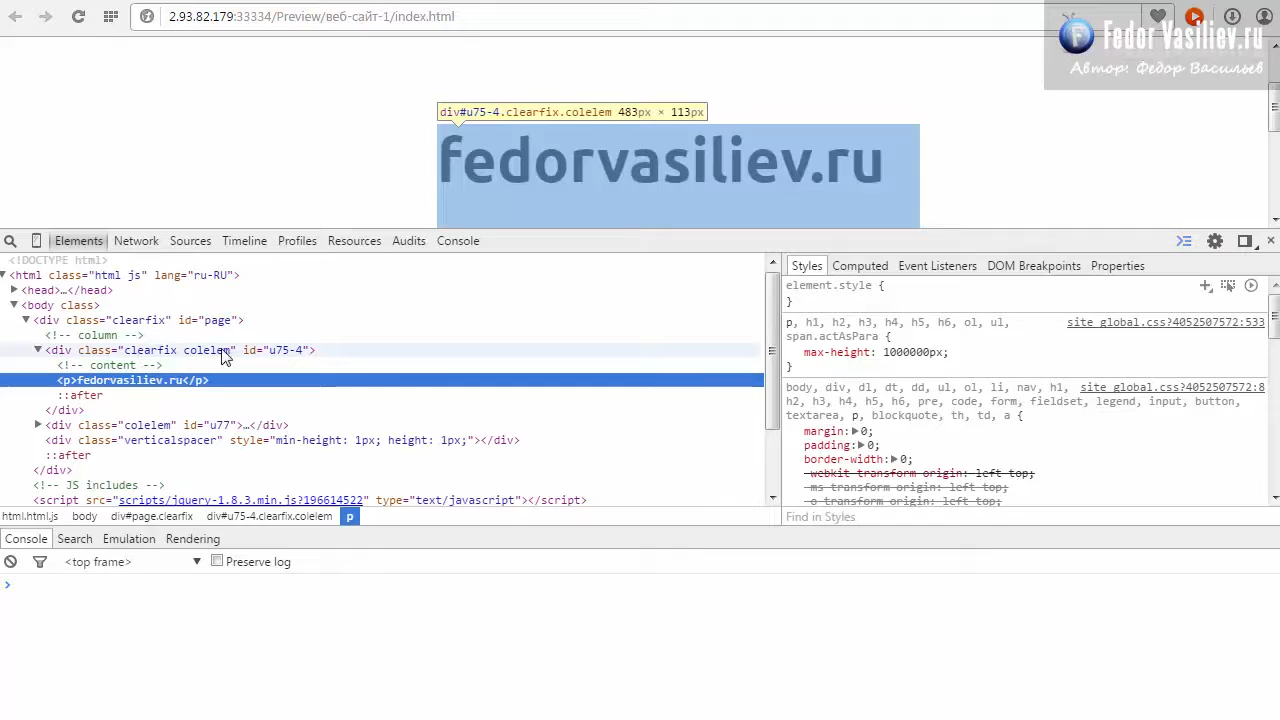 2.93.82.179:33334/Preview/веб-сайт-1/index.html
Fedor Vasiliev.ru
Автор: Федор Васильев
div#u75-4.clearfix.colelem 483px × 113px
fedorvasiliev.ru
Elements Network Sources Timeline Profiles Resources Audits Console
<!DOCTYPE html>
<html class="html js" lang="ru-RU">
<head>…</head>
<body class>
<div class="clearfix" id="page">
<!-- column -->
<div class="clearfix colelem" id="u75-4">
<!-- content -->
<p>fedorvasiliev.ru</p>
::after
</div>
<div class="colelem" id="u77">…</div>
<div class="verticalspacer" style="min-height: 1px; height: 1px;"></div>
::after
</div>
<!-- JS includes -->
<script src="scripts/jquery-1.8.3.min.js?196614522" type="text/javascript"></script>
html.html.js body div#page.clearfix div#u75-4.clearfix.colelem p
Styles Computed Event Listeners DOM Breakpoints Properties
element.style {
}
p, h1, h2, h3, h4, h5, h6, ol, ul, site_global.css?4052507572:533
span.actAsPara {
max-height: 1000000px;
}
body, div, dl, dt, dd, ul, ol, li, nav, h1, site_global.css?4052507572:8
h2, h3, h4, h5, h6, pre, code, form, fieldset, legend, input, button,
textarea, p, blockquote, th, td, a {
margin: 0;
padding: 0;
border-width: 0;
-webkit-transform-origin: left top;
-ms-transform-origin: left top;
-o-transform-origin: left top;
Find in Styles
Console Search Emulation Rendering
<top frame> Preserve log